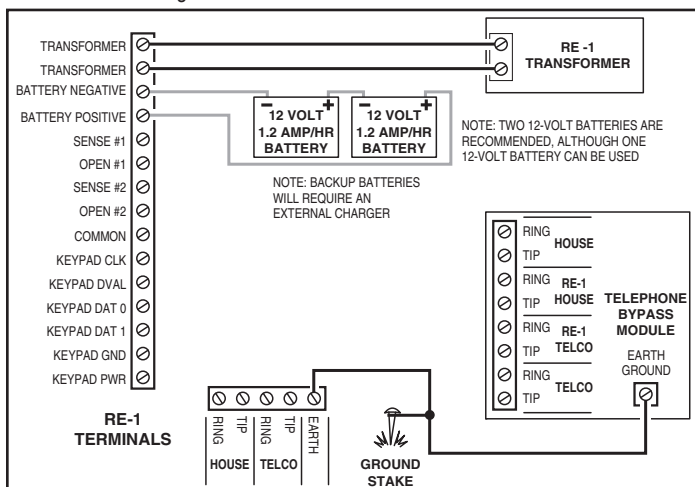 TRANSFORMER
TRANSFORMER
BATTERY NEGATIVE
BATTERY POSITIVE
SENSE #1
OPEN #1
SENSE #2
OPEN #2
COMMON
KEYPAD CLK
KEYPAD DVAL
KEYPAD DAT 0
KEYPAD DAT 1
KEYPAD GND
KEYPAD PWR
RE-1
TERMINALS
– +
12 VOLT
1.2 AMP/HR
BATTERY
– +
12 VOLT
1.2 AMP/HR
BATTERY
NOTE: BACKUP BATTERIES
WILL REQUIRE AN
EXTERNAL CHARGER
RE -1
TRANSFORMER
NOTE: TWO 12-VOLT BATTERIES ARE
RECOMMENDED, ALTHOUGH ONE
12-VOLT BATTERY CAN BE USED
RING
TIP
HOUSE
RING
TIP
RE-1
HOUSE
RING
TIP
RE-1
TELCO
RING
TIP
TELCO
TELEPHONE
BYPASS
MODULE
EARTH
GROUND
RING
TIP
RING
TIP
EARTH
HOUSE
TELCO
GROUND
STAKE